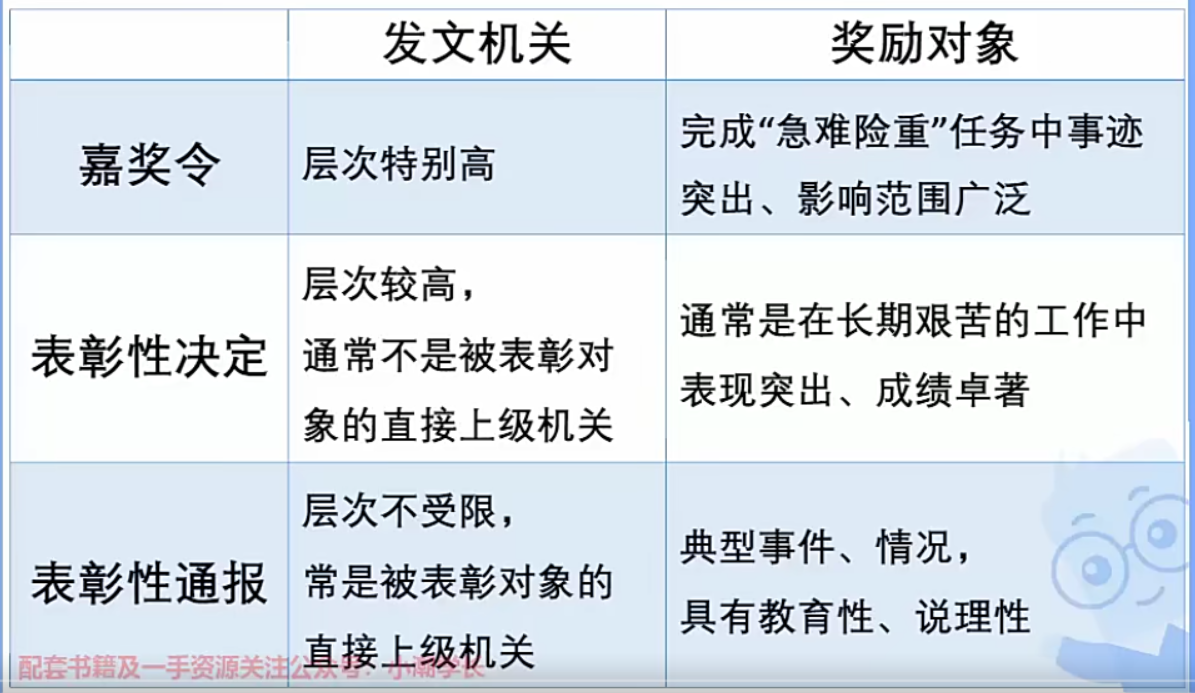 发文机关
奖励对象
嘉奖令
层次特别高
完成“急难险重”任务中事迹
突出、影响范围广泛
表彰性决定
层次较高，
通常不是被表彰对
象的直接上级机关
通常是在长期艰苦的工作中
表现突出、成绩卓著
表彰性通报
层次不受限，
常是被表彰对象的
直接上级机关
典型事件、情况，
具有教育性、说理性
配套书籍及一手资源关注公众号：小瀚学长